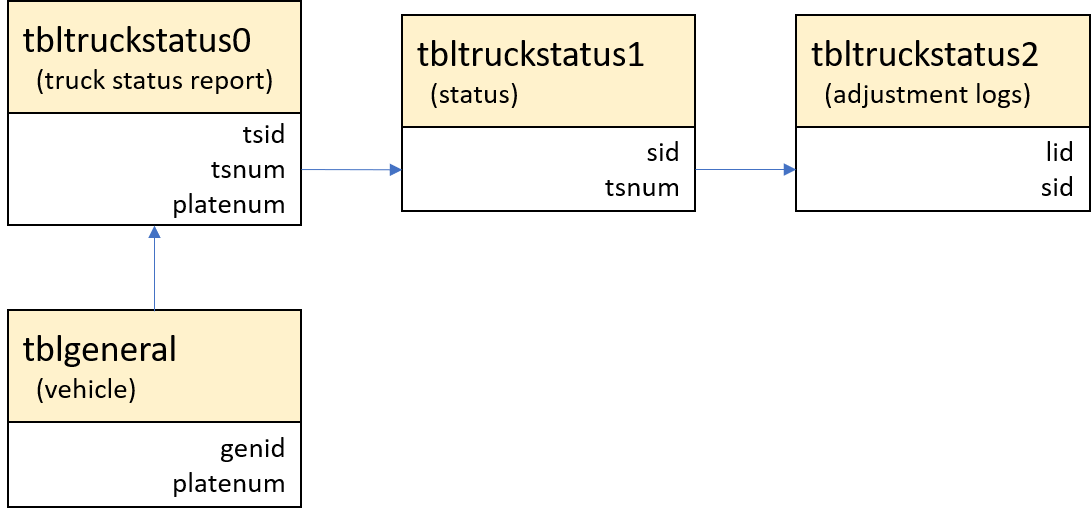 tbltruckstatus0
(truck status report)
tsid
tsnum
platenum
tbltruckstatus1
(status)
sid
tsnum
tbltruckstatus2
(adjustment logs)
lid
sid
tblgeneral
(vehicle)
genid
platenum